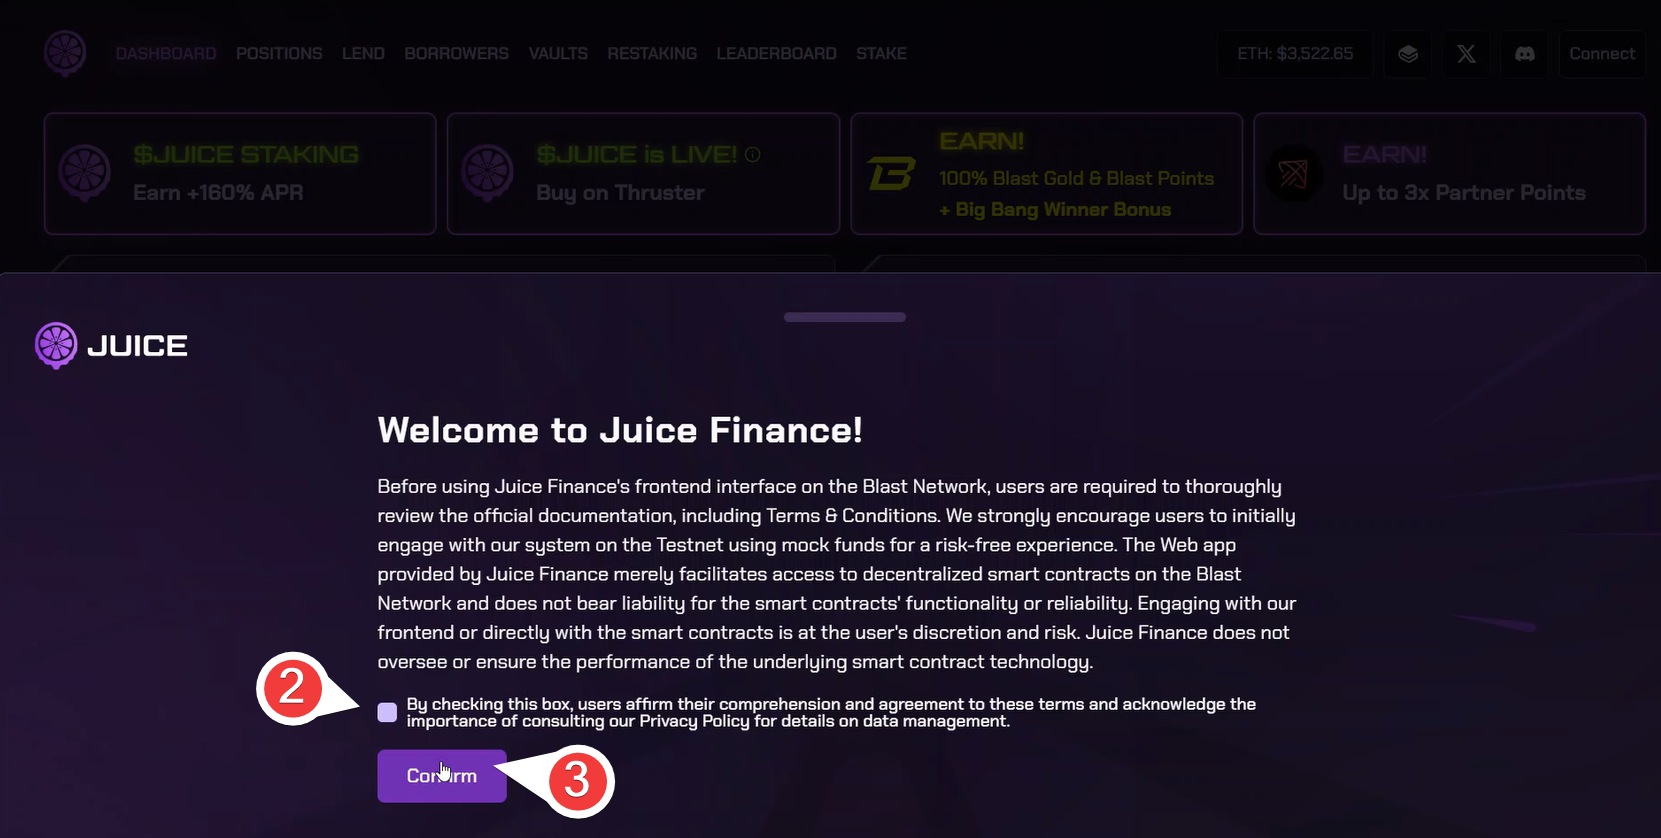 DASHBOARD POSITIONS LEND BORROWERS VAULTS RESTAKING LEADERBOARD STAKE ETH: $3,522.65 Connect
$JUICE STAKING
Earn +160% APR
$JUICE is LIVE!
Buy on Thruster
EARN!
100% Blast Gold & Blast Points
+ Big Bang Winner Bonus
EARN!
Up to 3x Partner Points
JUICE
Welcome to Juice Finance!
Before using Juice Finance's frontend interface on the Blast Network, users are required to thoroughly
review the official documentation, including Terms & Conditions. We strongly encourage users to initially
engage with our system on the Testnet using mock funds for a risk-free experience. The Web app
provided by Juice Finance merely facilitates access to decentralized smart contracts on the Blast
Network and does not bear liability for the smart contracts' functionality or reliability. Engaging with our
frontend or directly with the smart contracts is at the user's discretion and risk. Juice Finance does not
oversee or ensure the performance of the underlying smart contract technology.
2
By checking this box, users affirm their comprehension and agreement to these terms and acknowledge the
importance of consulting our Privacy Policy for details on data management.
Confirm
3